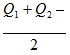 Q₁ + Q₂ −
2